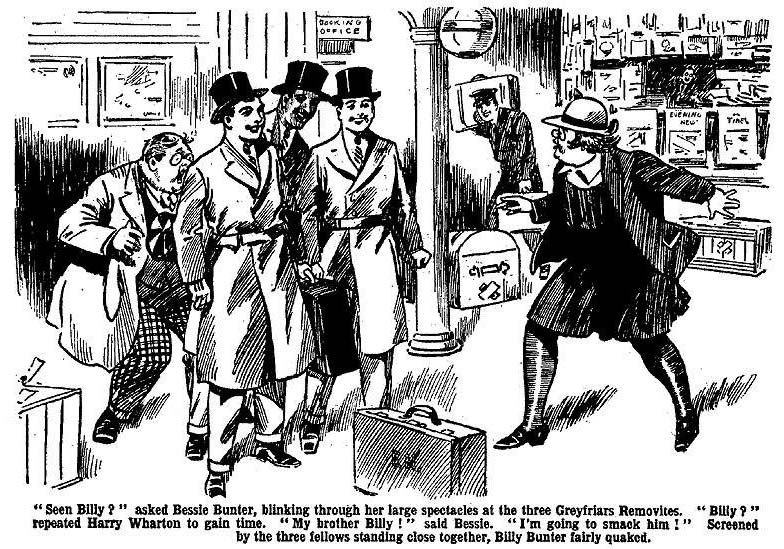 BOOKING
OFFICE
EVENING
NEWS
TIMES
"Seen Billy?" asked Bessie Bunter, blinking through her large spectacles at the three Greyfriars Removites. "Billy?"
repeated Harry Wharton to gain time. "My brother Billy!" said Bessie. "I'm going to smack him!" Screened
by the three fellows standing close together, Billy Bunter fairly quaked.